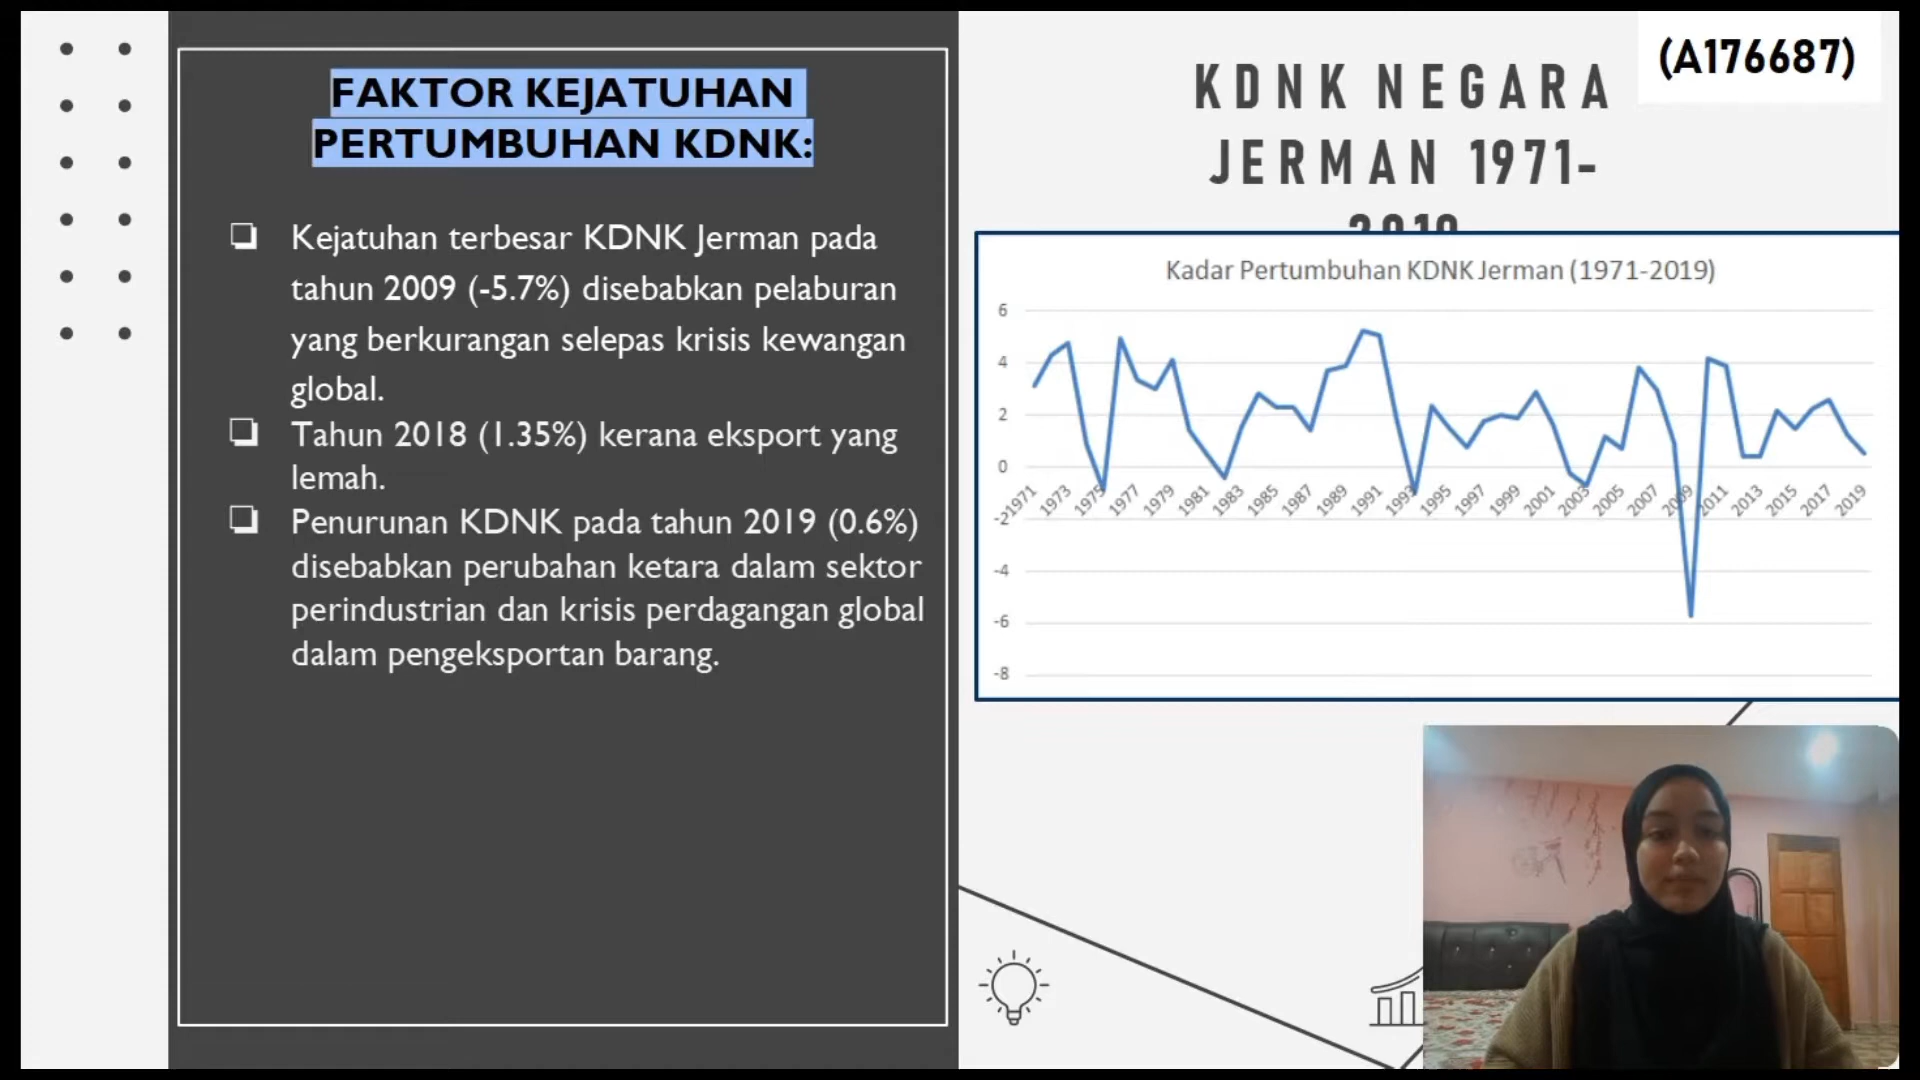 FAKTOR KEJATUHAN
PERTUMBUHAN KDNK:
❑ Kejatuhan terbesar KDNK Jerman pada
tahun 2009 (-5.7%) disebabkan pelaburan
yang berkurangan selepas krisis kewangan
global.
❑ Tahun 2018 (1.35%) kerana eksport yang
lemah.
❑ Penurunan KDNK pada tahun 2019 (0.6%)
disebabkan perubahan ketara dalam sektor
perindustrian dan krisis perdagangan global
dalam pengeksportan barang.
(A176687)
KDNK NEGARA
JERMAN 1971-
2019
Kadar Pertumbuhan KDNK Jerman (1971-2019)
6
4
2
0
-2
-4
-6
-8
1971
1973
1975
1977
1979
1981
1983
1985
1987
1989
1991
1993
1995
1997
1999
2001
2003
2005
2007
2009
2011
2013
2015
2017
2019